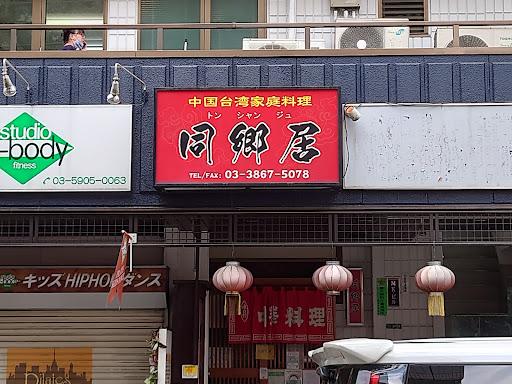 studio
-body
fitness
03-5905-0063
中国台湾家庭料理
トン シャン ジュ
同鄉居
TEL/FAX: 03-3867-5078
キッズHIPHOPダンス
料理
Pilates